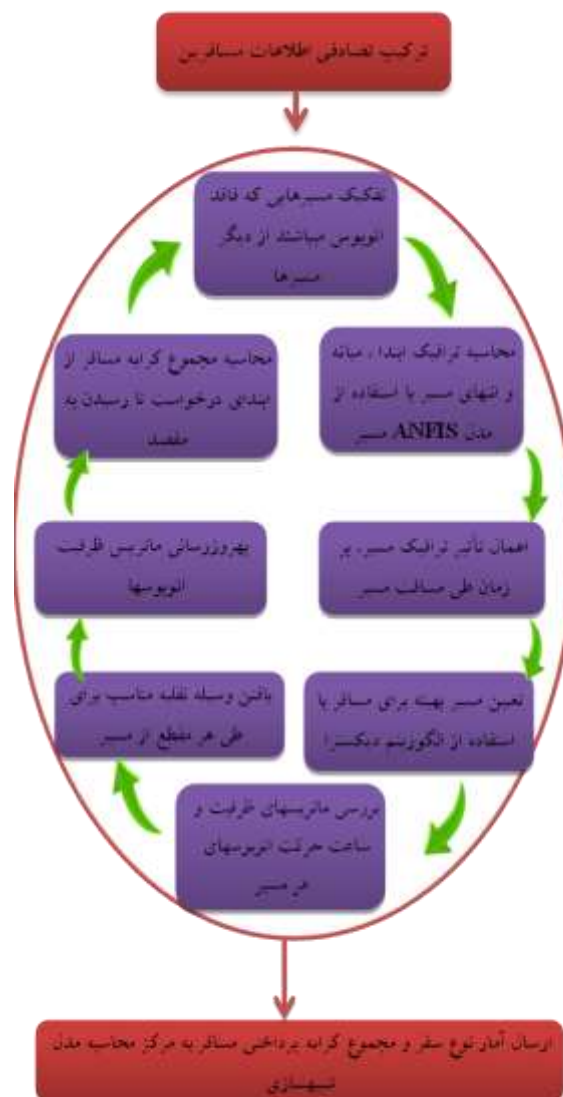 ترکیب تصادفی اطلاعات مسافرین
تفکیک مسیرهایی که فاقد
اتوبوس میباشند از دیگر
مسیرها
محاسبه ترافیک ابتدا ، میانه
و انتهای مسیر با استفاده از
مدل ANFIS مسیر
اعمال تأثیر ترافیک مسیر، بر
زمان طی مسافت مسیر
تعیین مسیر بهینه برای مسافر با
استفاده از الگوریتم دیکسترا
بررسی ماتریسهای ظرفیت و
ساعت حرکت اتوبوسهای
هر مسیر
یافتن وسیله نقلیه مناسب برای
طی هر مقطع از مسیر
بهروزرسانی ماتریس ظرفیت
اتوبوسها
محاسبه مجموع کرایه مسافر از
ابتدای درخواست تا رسیدن به
مقصد
ارسال آمار نوع سفر و مجموع کرایه پرداختی مسافر به مرکز محاسبه مدل
شبیهسازی